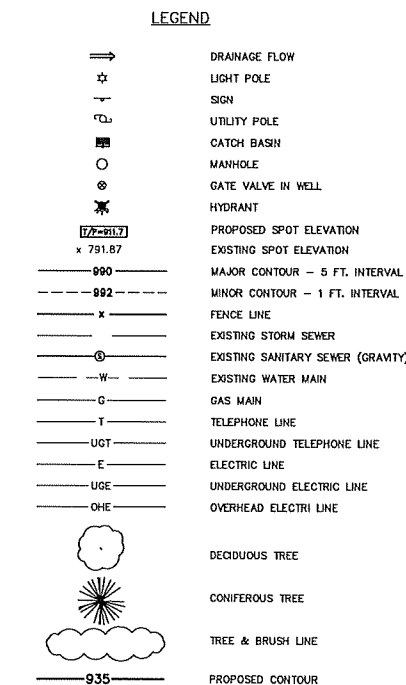 LEGEND
DRAINAGE FLOW
LIGHT POLE
SIGN
UTILITY POLE
CATCH BASIN
MANHOLE
GATE VALVE IN WELL
HYDRANT
T/P=911.7 PROPOSED SPOT ELEVATION
x 791.87 EXISTING SPOT ELEVATION
990 MAJOR CONTOUR - 5 FT. INTERVAL
992 MINOR CONTOUR - 1 FT. INTERVAL
x FENCE LINE
EXISTING STORM SEWER
S EXISTING SANITARY SEWER (GRAVITY)
W EXISTING WATER MAIN
G GAS MAIN
T TELEPHONE LINE
UGT UNDERGROUND TELEPHONE LINE
E ELECTRIC LINE
UGE UNDERGROUND ELECTRIC LINE
OHE OVERHEAD ELECTRI LINE
DECIDUOUS TREE
CONIFEROUS TREE
TREE & BRUSH LINE
935 PROPOSED CONTOUR